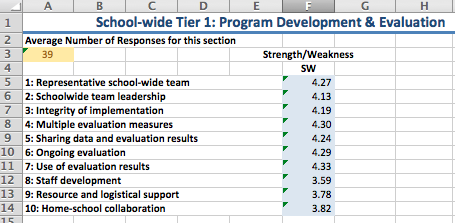 A B C D E F G H
1 School-wide Tier 1: Program Development & Evaluation
2 Average Number of Responses for this section
3 39 Strength/Weakness
4 SW
5 1: Representative school-wide team 4.27
6 2: Schoolwide team leadership 4.13
7 3: Integrity of implementation 4.19
8 4: Multiple evaluation measures 4.30
9 5: Sharing data and evaluation results 4.24
10 6: Ongoing evaluation 4.29
11 7: Use of evaluation results 4.33
12 8: Staff development 3.59
13 9: Resource and logistical support 3.78
14 10: Home-school collaboration 3.82
15